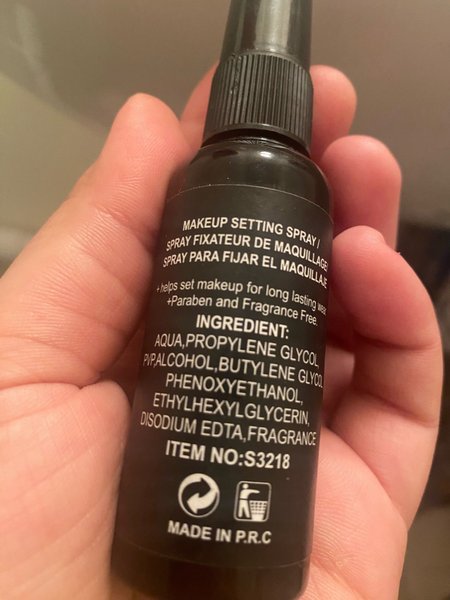 MAKEUP SETTING SPRAY /
SPRAY FIXATEUR DE MAQUILLAGE/
SPRAY PARA FIJAR EL MAQUILLAJE
+helps set makeup for long lasting wear
+Paraben and Fragrance Free.
INGREDIENT:
AQUA,PROPYLENE GLYCOL,
PVP,ALCOHOL,BUTYLENE GLYCO
PHENOXYETHANOL,
ETHYLHEXYLGLYCERIN,
DISODIUM EDTA,FRAGRANCE
ITEM NO:S3218
MADE IN P.R.C